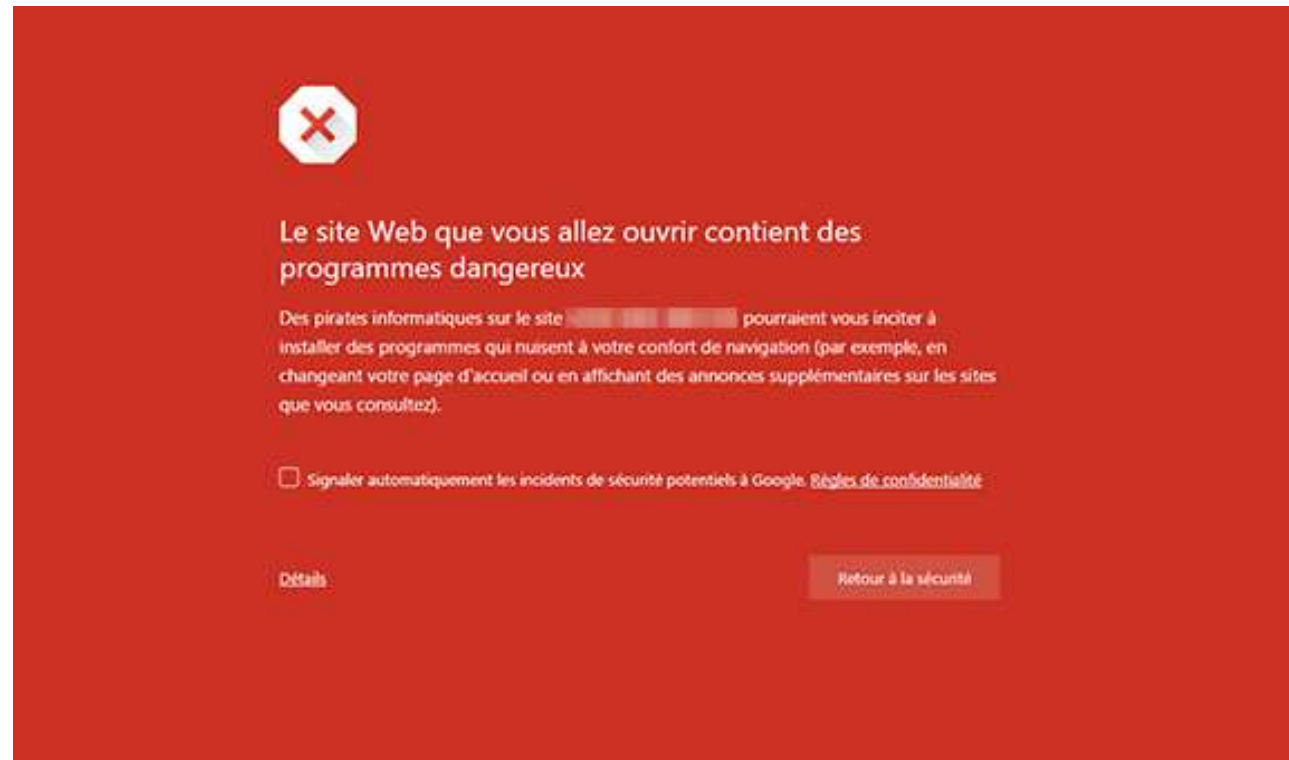 Le site Web que vous allez ouvrir contient des
programmes dangereux
Des pirates informatiques sur le site pourraient vous inciter à
installer des programmes qui nuisent à votre confort de navigation (par exemple, en
changeant votre page d'accueil ou en affichant des annonces supplémentaires sur les sites
que vous consultez).
Signaler automatiquement les incidents de sécurité potentiels à Google. Règles de confidentialité
Détails
Retour à la sécurité